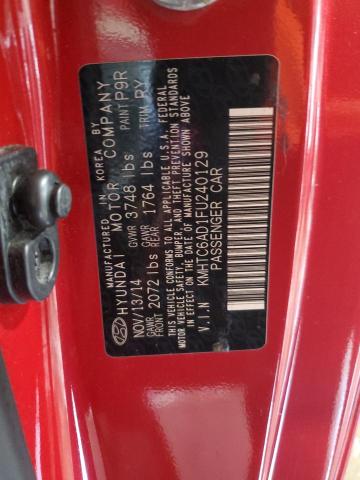 MANUFACTURED IN KOREA BY
HYUNDAI MOTOR COMPANY
NOV/13/14 GVWR 3748 lbs PAINT P9R
GAWR FRONT 2072 lbs GAWR REAR 1764 lbs TRIM RY
THIS VEHICLE CONFORMS TO ALL APPLICABLE U.S.A. FEDERAL
MOTOR VEHICLE SAFETY, BUMPER, AND THEFT PREVENTION STANDARDS
IN EFFECT ON THE DATE OF MANUFACTURE SHOWN ABOVE.
V.I.N KMHTC6AD1FU240129
PASSENGER CAR